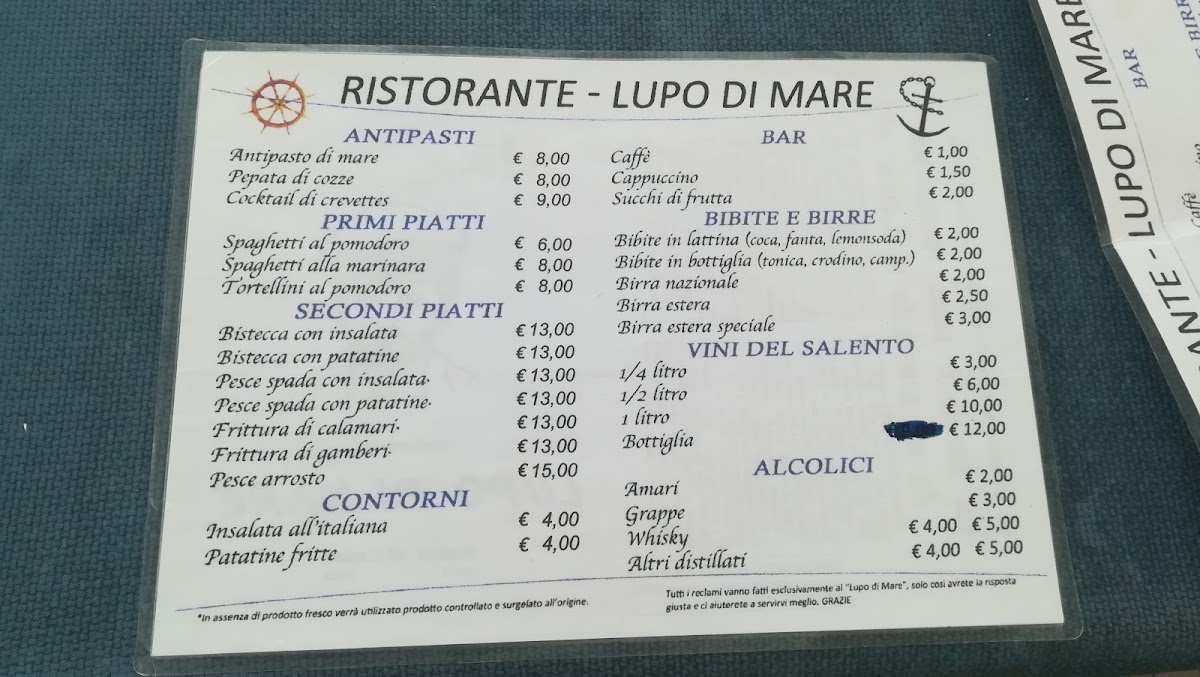 RISTORANTE - LUPO DI MARE
ANTIPASTI
Antipasto di mare € 8,00
Pepata di cozze € 8,00
Cocktail di crevettes € 9,00
PRIMI PIATTI
Spaghetti al pomodoro € 6,00
Spaghetti alla marinara € 8,00
Tortellini al pomodoro € 8,00
SECONDI PIATTI
Bistecca con insalata € 13,00
Bistecca con patatine € 13,00
Pesce spada con insalata· € 13,00
Pesce spada con patatine· € 13,00
Frittura di calamari· € 13,00
Frittura di gamberi· € 13,00
Pesce arrosto € 15,00
CONTORNI
Insalata all'italiana € 4,00
Patatine fritte € 4,00
*In assenza di prodotto fresco verrà utilizzato prodotto controllato e surgelato all'origine.
BAR
Caffè € 1,00
Cappuccino € 1,50
Succhi di frutta € 2,00
BIBITE E BIRRE
Bibite in lattina (coca, fanta, lemonsoda) € 2,00
Bibite in bottiglia (tonica, crodino, camp.) € 2,00
Birra nazionale € 2,00
Birra estera € 2,50
Birra estera speciale € 3,00
VINI DEL SALENTO
1/4 litro € 3,00
1/2 litro € 6,00
1 litro € 10,00
Bottiglia € 12,00
ALCOLICI
Amari € 2,00
Grappe € 3,00
Whisky € 4,00 € 5,00
Altri distillati € 4,00 € 5,00
Tutti i reclami vanno fatti esclusivamente al "Lupo di Mare", solo così avrete la risposta
giusta e ci aiuterete a servirvi meglio. GRAZIE
ANTE - LUPO DI MARE
BAR
Caffè
E BIRR